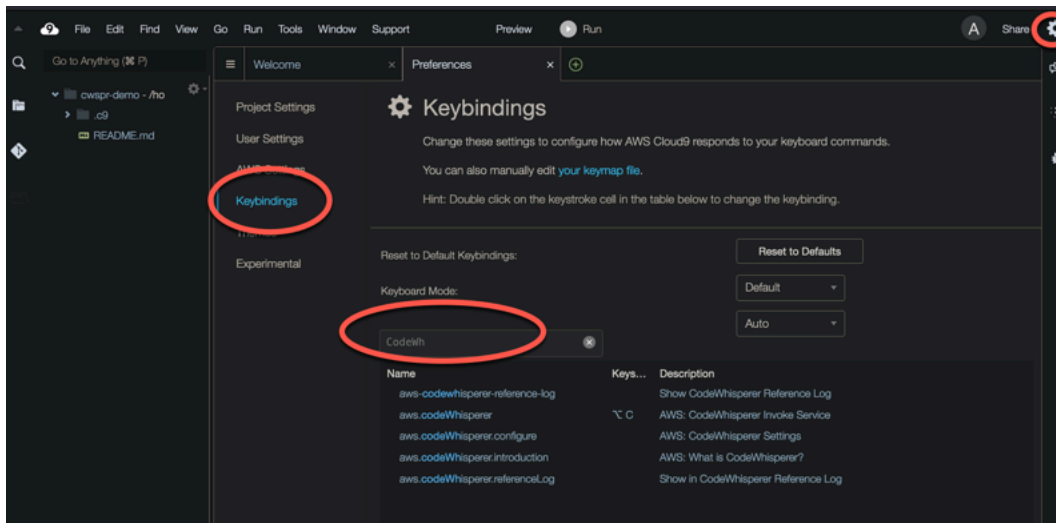 9 File Edit Find View Go Run Tools Window Support Preview Run A Share
Go to Anything (⌘ P)
Welcome
Preferences
cwspr-demo - /ho
.c9
README.md
Project Settings
User Settings
AWS Settings
Keybindings
Experimental
Keybindings
Change these settings to configure how AWS Cloud9 responds to your keyboard commands.
You can also manually edit your keymap file.
Hint: Double click on the keystroke cell in the table below to change the keybinding.
Reset to Default Keybindings:
Reset to Defaults
Keyboard Mode:
Default
Auto
CodeWh
Name Keys... Description
aws-codewhisperer-reference-log Show CodeWhisperer Reference Log
aws.codeWhisperer ⌥ C AWS: CodeWhisperer Invoke Service
aws.codeWhisperer.configure AWS: CodeWhisperer Settings
aws.codeWhisperer.introduction AWS: What is CodeWhisperer?
aws.codeWhisperer.referenceLog Show in CodeWhisperer Reference Log